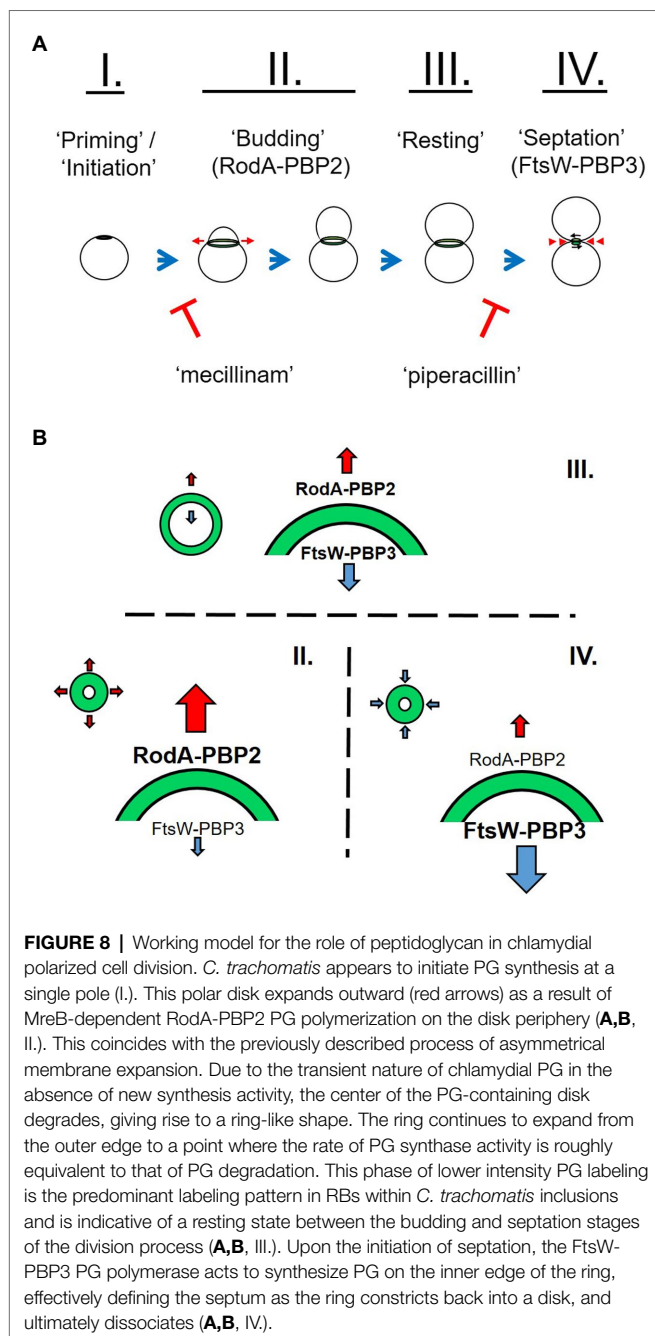 A
I. II. III. IV.
'Priming' / 'Budding' 'Resting' 'Septation'
'Initiation' (RodA-PBP2) (FtsW-PBP3)
'mecillinam' 'piperacillin'
B
III.
RodA-PBP2
FtsW-PBP3
II. IV.
RodA-PBP2 RodA-PBP2
FtsW-PBP3 FtsW-PBP3
FIGURE 8 | Working model for the role of peptidoglycan in chlamydial
polarized cell division. C. trachomatis appears to initiate PG synthesis at a
single pole (I.). This polar disk expands outward (red arrows) as a result of
MreB-dependent RodA-PBP2 PG polymerization on the disk periphery (A,B,
II.). This coincides with the previously described process of asymmetrical
membrane expansion. Due to the transient nature of chlamydial PG in the
absence of new synthesis activity, the center of the PG-containing disk
degrades, giving rise to a ring-like shape. The ring continues to expand from
the outer edge to a point where the rate of PG synthase activity is roughly
equivalent to that of PG degradation. This phase of lower intensity PG labeling
is the predominant labeling pattern in RBs within C. trachomatis inclusions
and is indicative of a resting state between the budding and septation stages
of the division process (A,B, III.). Upon the initiation of septation, the FtsW-
PBP3 PG polymerase acts to synthesize PG on the inner edge of the ring,
effectively defining the septum as the ring constricts back into a disk, and
ultimately dissociates (A,B, IV.).